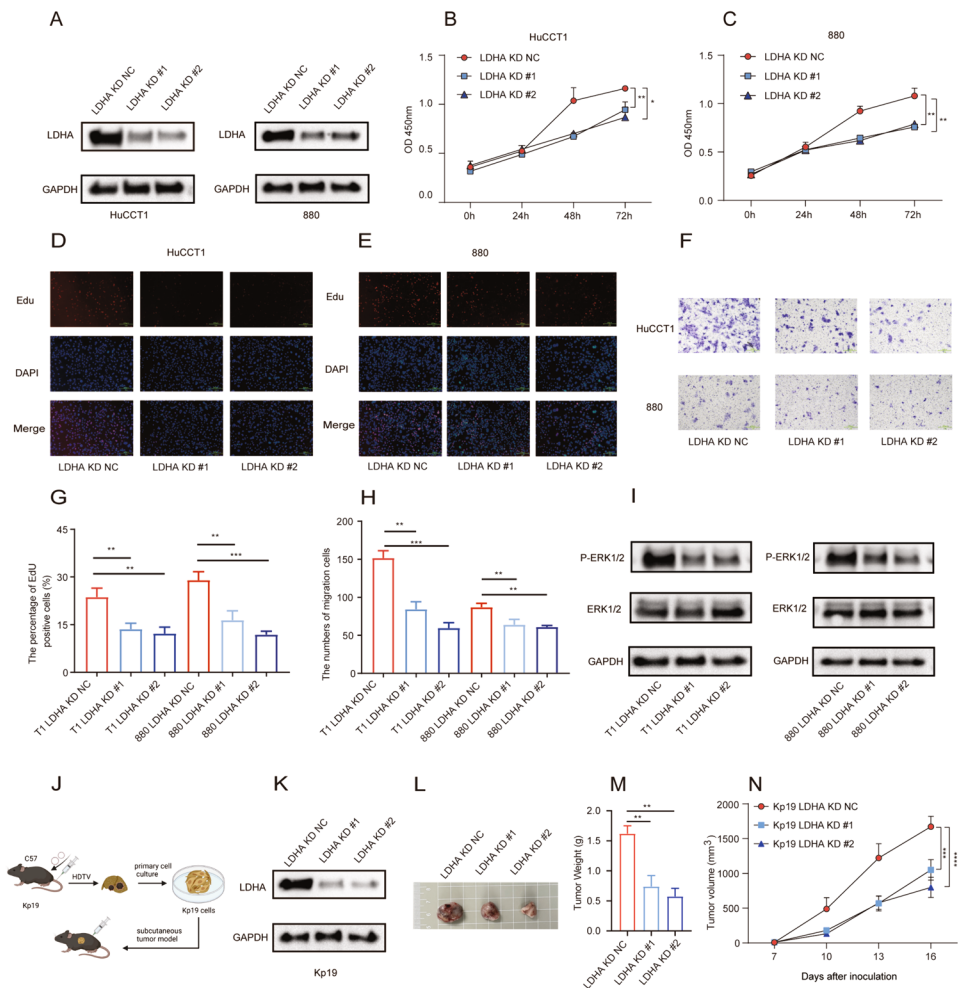 A
LDHA KD NC
LDHA KD #1
LDHA KD #2
LDHA
GAPDH
HuCCT1
LDHA KD NC
LDHA KD #1
LDHA KD #2
LDHA
GAPDH
880
B
HuCCT1
LDHA KD NC
LDHA KD #1
LDHA KD #2
OD 450nm
1.5
1.0
0.5
0.0
0h 24h 48h 72h
**
*
C
880
LDHA KD NC
LDHA KD #1
LDHA KD #2
OD 450nm
1.5
1.0
0.5
0.0
0h 24h 48h 72h
**
**
D
HuCCT1
Edu
DAPI
Merge
LDHA KD NC LDHA KD #1 LDHA KD #2
E
880
Edu
DAPI
Merge
LDHA KD NC LDHA KD #1 LDHA KD #2
F
HuCCT1
880
LDHA KD NC LDHA KD #1 LDHA KD #2
G
The percentage of EdU
positive cells (%)
45
30
15
0
**
**
**
***
T1 LDHA KD NC
T1 LDHA KD #1
T1 LDHA KD #2
880 LDHA KD NC
880 LDHA KD #1
880 LDHA KD #2
H
The numbers of migration cells
200
150
100
50
0
**
***
**
**
T1 LDHA KD NC
T1 LDHA KD #1
T1 LDHA KD #2
880 LDHA KD NC
880 LDHA KD #1
880 LDHA KD #2
I
P-ERK1/2
ERK1/2
GAPDH
T1 LDHA KD NC
T1 LDHA KD #1
T1 LDHA KD #2
P-ERK1/2
ERK1/2
GAPDH
880 LDHA KD NC
880 LDHA KD #1
880 LDHA KD #2
J
C57
Kp19
HDTV
primary cell
culture
Kp19 cells
subcutaneous
tumor model
K
LDHA KD NC
LDHA KD #1
LDHA KD #2
LDHA
GAPDH
Kp19
L
LDHA KD NC
LDHA KD #1
LDHA KD #2
M
Tumor Weight (g)
2.0
1.5
1.0
0.5
0.0
**
**
LDHA KD NC
LDHA KD #1
LDHA KD #2
N
Kp19 LDHA KD NC
Kp19 LDHA KD #1
Kp19 LDHA KD #2
Tumor volume (mm³)
2000
1500
1000
500
0
7 10 13 16
Days after inoculation
***
****